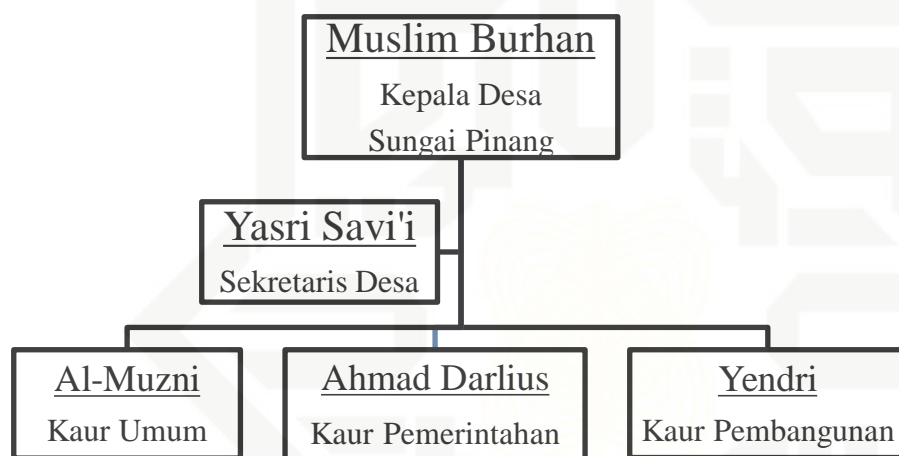 Muslim Burhan
Kepala Desa
Sungai Pinang
Yasri Savi'i
Sekretaris Desa
Al-Muzni
Kaur Umum
Ahmad Darlius
Kaur Pemerintahan
Yendri
Kaur Pembangunan